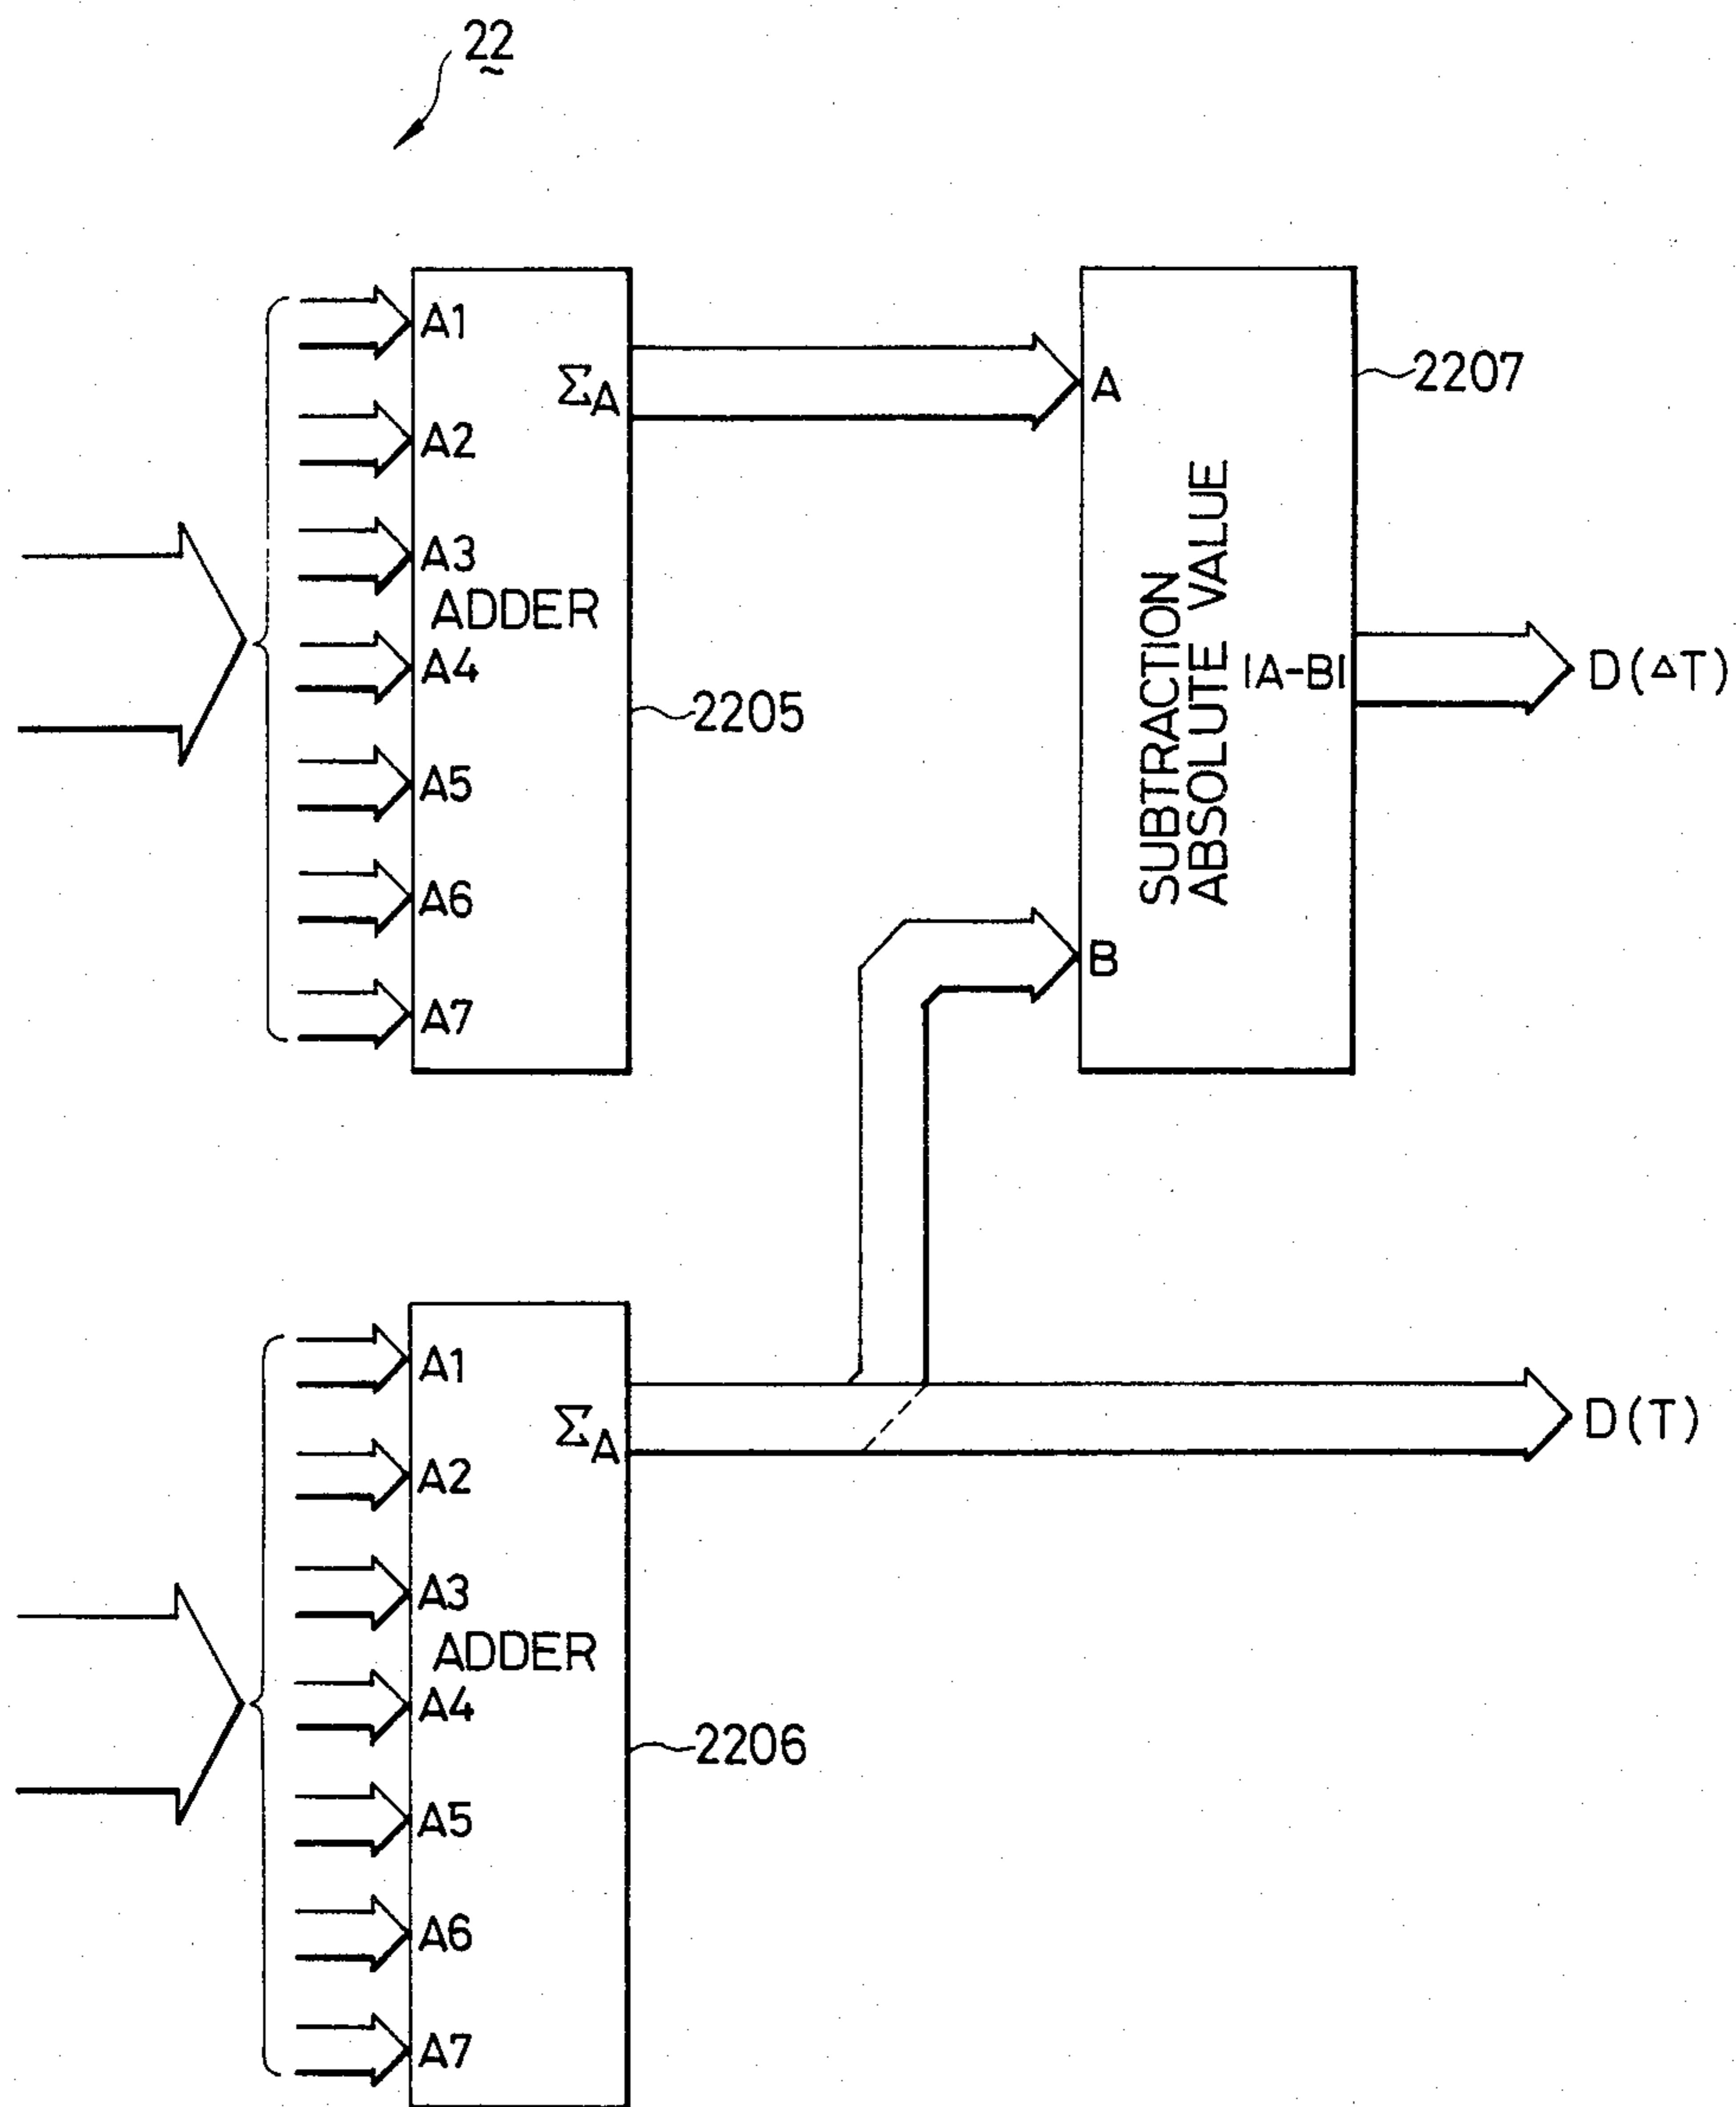 22
A1
A2
A3
ADDER
A4
A5
A6
A7
ΣA
2205
A
B
SUBTRACTION
ABSOLUTE VALUE
|A-B|
2207
D(ΔT)
A1
A2
A3
ADDER
A4
A5
A6
A7
ΣA
2206
D(T)